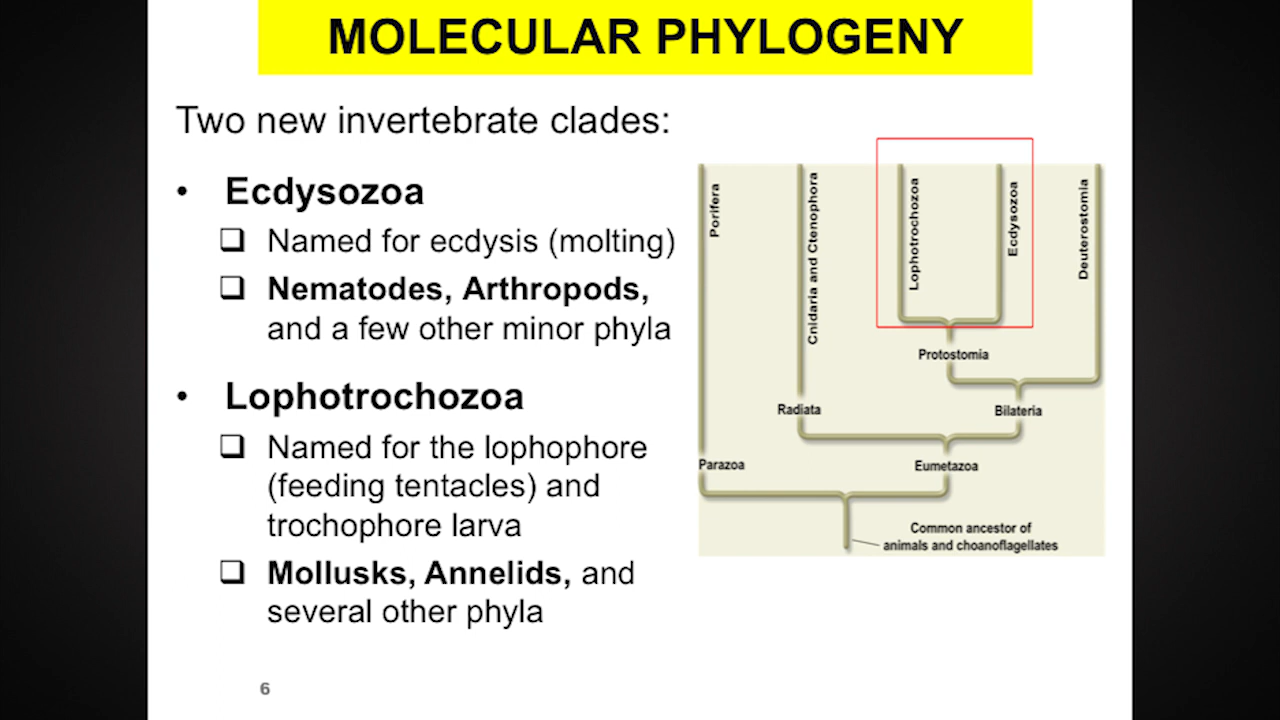 MOLECULAR PHYLOGENY
Two new invertebrate clades:
• Ecdysozoa
❑ Named for ecdysis (molting)
❑ Nematodes, Arthropods,
and a few other minor phyla
• Lophotrochozoa
❑ Named for the lophophore
(feeding tentacles) and
trochophore larva
❑ Mollusks, Annelids, and
several other phyla
Porifera
Cnidaria and Ctenophora
Lophotrochozoa
Ecdysozoa
Deuterostomia
Protostomia
Radiata
Bilateria
Parazoa
Eumetazoa
Common ancestor of
animals and choanoflagellates
6